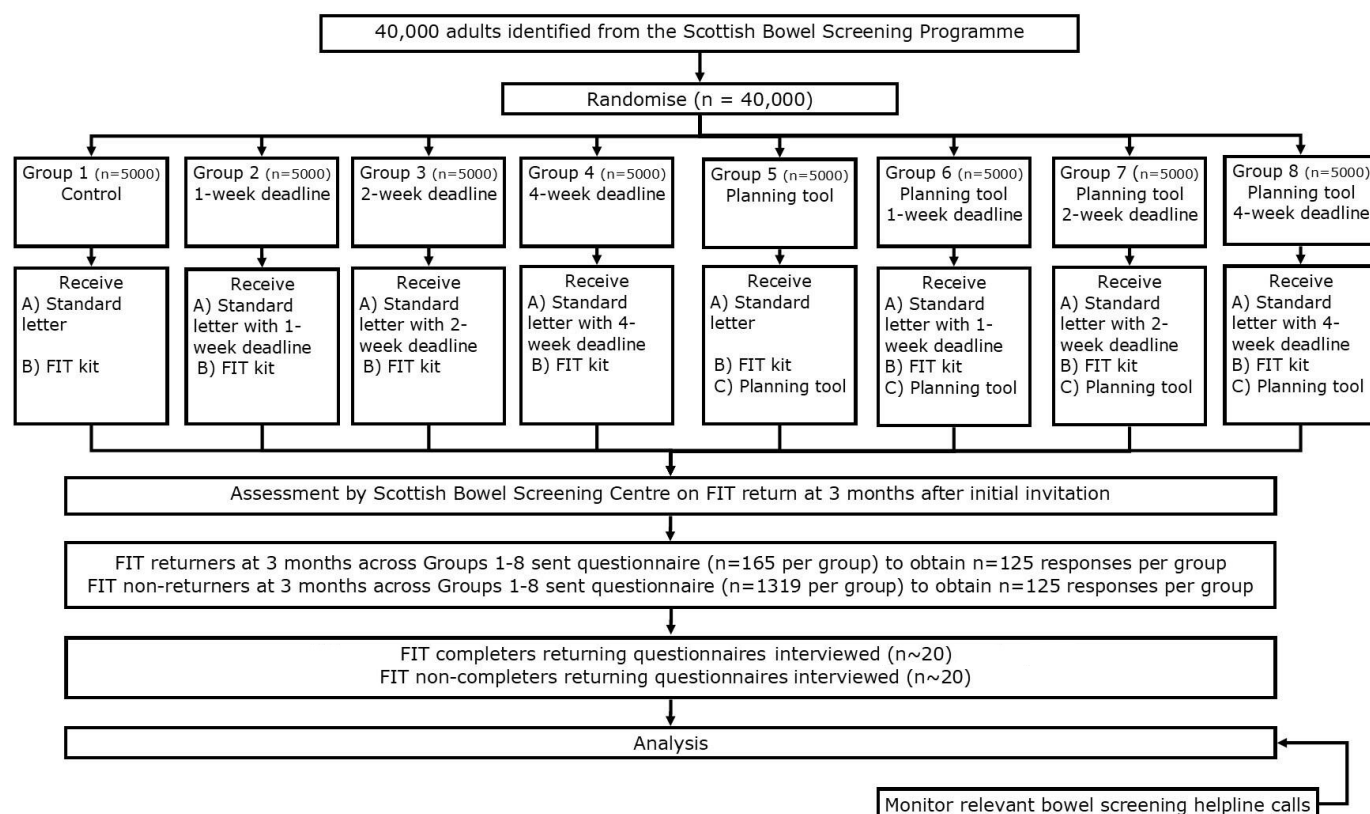 40,000 adults identified from the Scottish Bowel Screening Programme
Randomise (n = 40,000)
Group 1 (n=5000)
Control
Group 2 (n=5000)
1-week deadline
Group 3 (n=5000)
2-week deadline
Group 4 (n=5000)
4-week deadline
Group 5 (n=5000)
Planning tool
Group 6 (n=5000)
Planning tool
1-week deadline
Group 7 (n=5000)
Planning tool
2-week deadline
Group 8 (n=5000)
Planning tool
4-week deadline
Receive
A) Standard
letter
B) FIT kit
Receive
A) Standard
letter with 1-
week deadline
B) FIT kit
Receive
A) Standard
letter with 2-
week deadline
B) FIT kit
Receive
A) Standard
letter with 4-
week deadline
B) FIT kit
Receive
A) Standard
letter
B) FIT kit
C) Planning tool
Receive
A) Standard
letter with 1-
week deadline
B) FIT kit
C) Planning tool
Receive
A) Standard
letter with 2-
week deadline
B) FIT kit
C) Planning tool
Receive
A) Standard
letter with 4-
week deadline
B) FIT kit
C) Planning tool
Assessment by Scottish Bowel Screening Centre on FIT return at 3 months after initial invitation
FIT returners at 3 months across Groups 1-8 sent questionnaire (n=165 per group) to obtain n=125 responses per group
FIT non-returners at 3 months across Groups 1-8 sent questionnaire (n=1319 per group) to obtain n=125 responses per group
FIT completers returning questionnaires interviewed (n~20)
FIT non-completers returning questionnaires interviewed (n~20)
Analysis
Monitor relevant bowel screening helpline calls